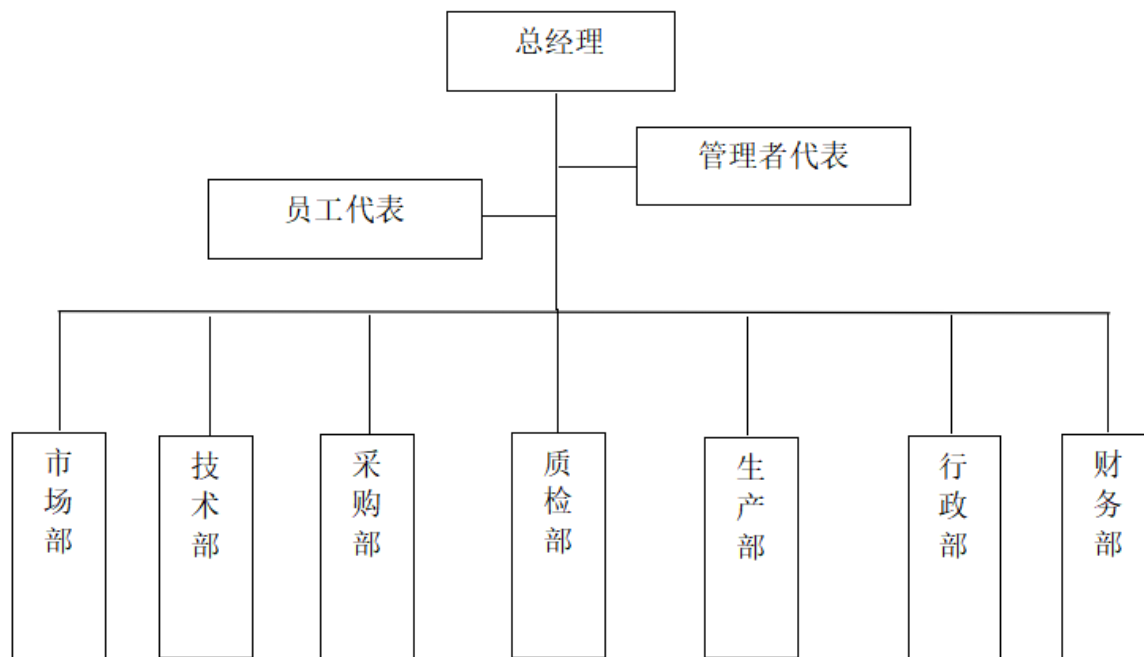 总经理
管理者代表
员工代表
市场部
技术部
采购部
质检部
生产部
行政部
财务部